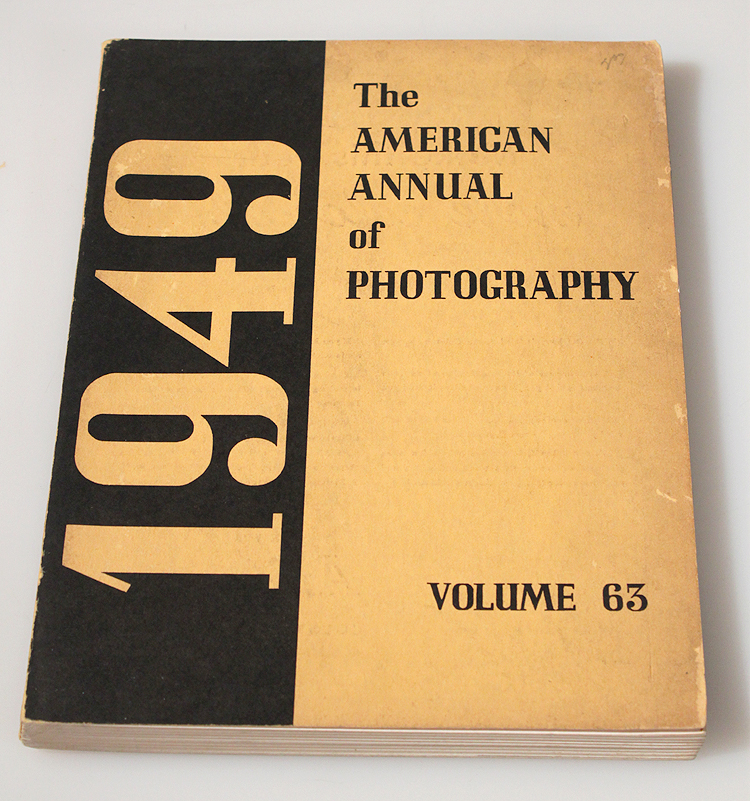 1949
The
AMERICAN
ANNUAL
of
PHOTOGRAPHY
VOLUME 63